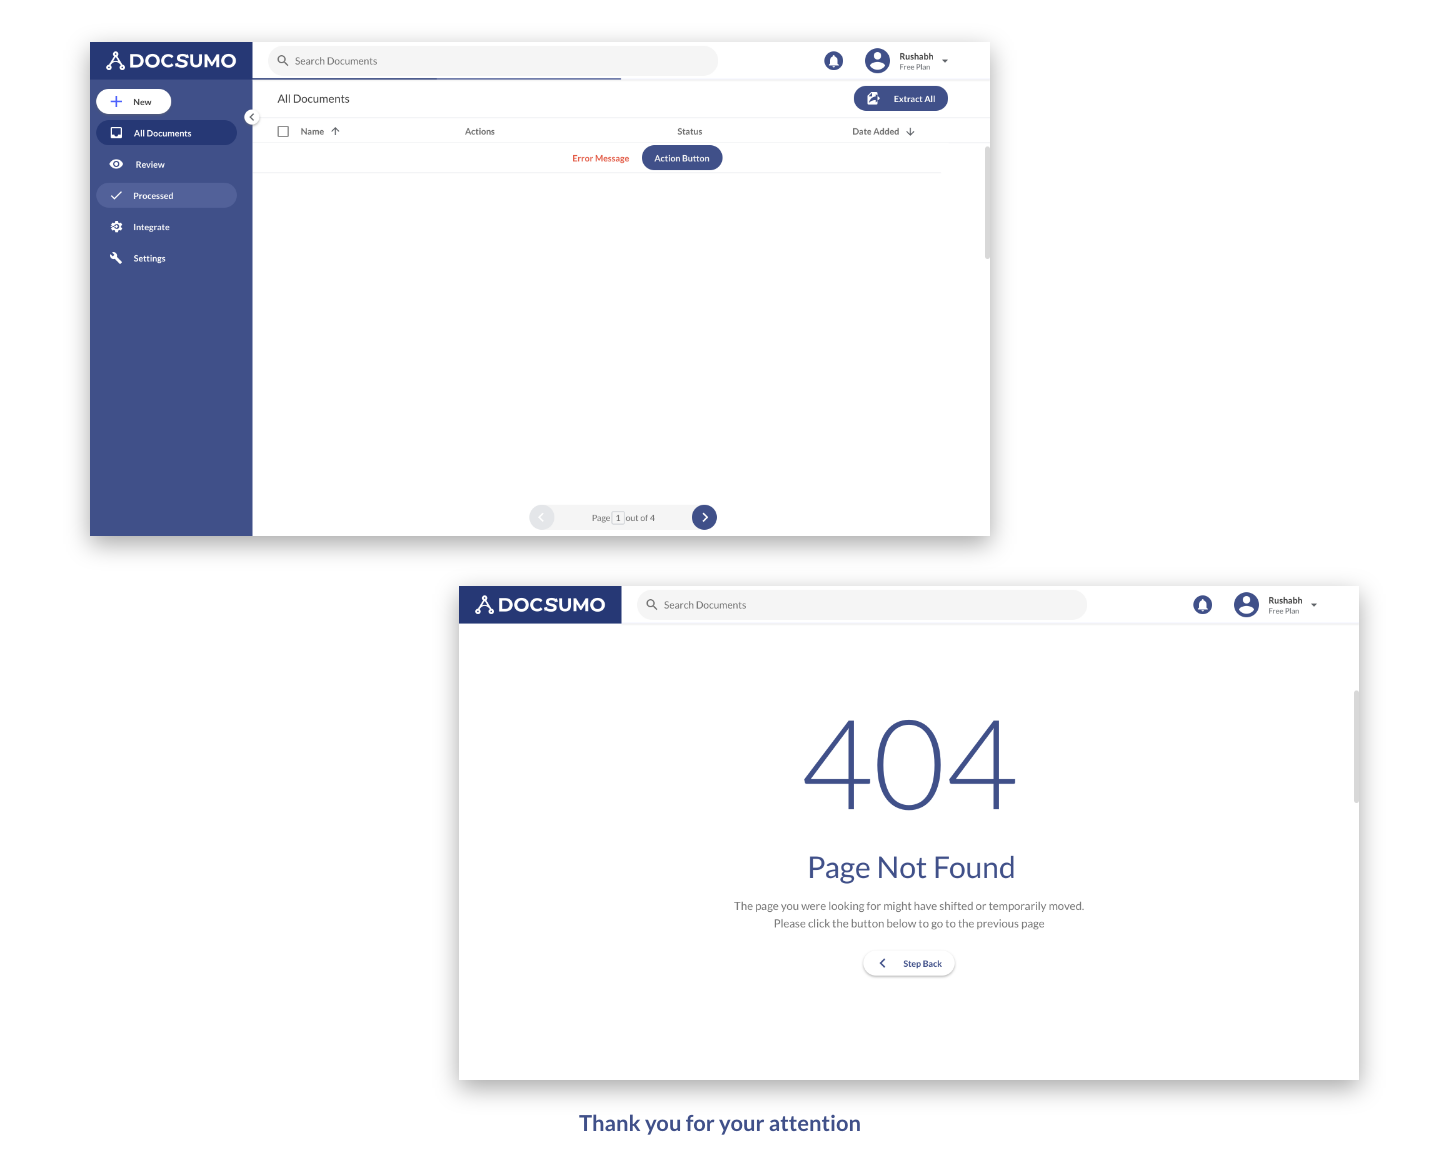 DOCSUMO
Search Documents
Rushabh
Free Plan
New
All Documents
Extract All
All Documents
Name
Actions
Status
Date Added
Review
Error Message
Action Button
Processed
Integrate
Settings
Page 1 out of 4
DOCSUMO
Search Documents
Rushabh
Free Plan
404
Page Not Found
The page you were looking for might have shifted or temporarily moved.
Please click the button below to go to the previous page
Step Back
Thank you for your attention